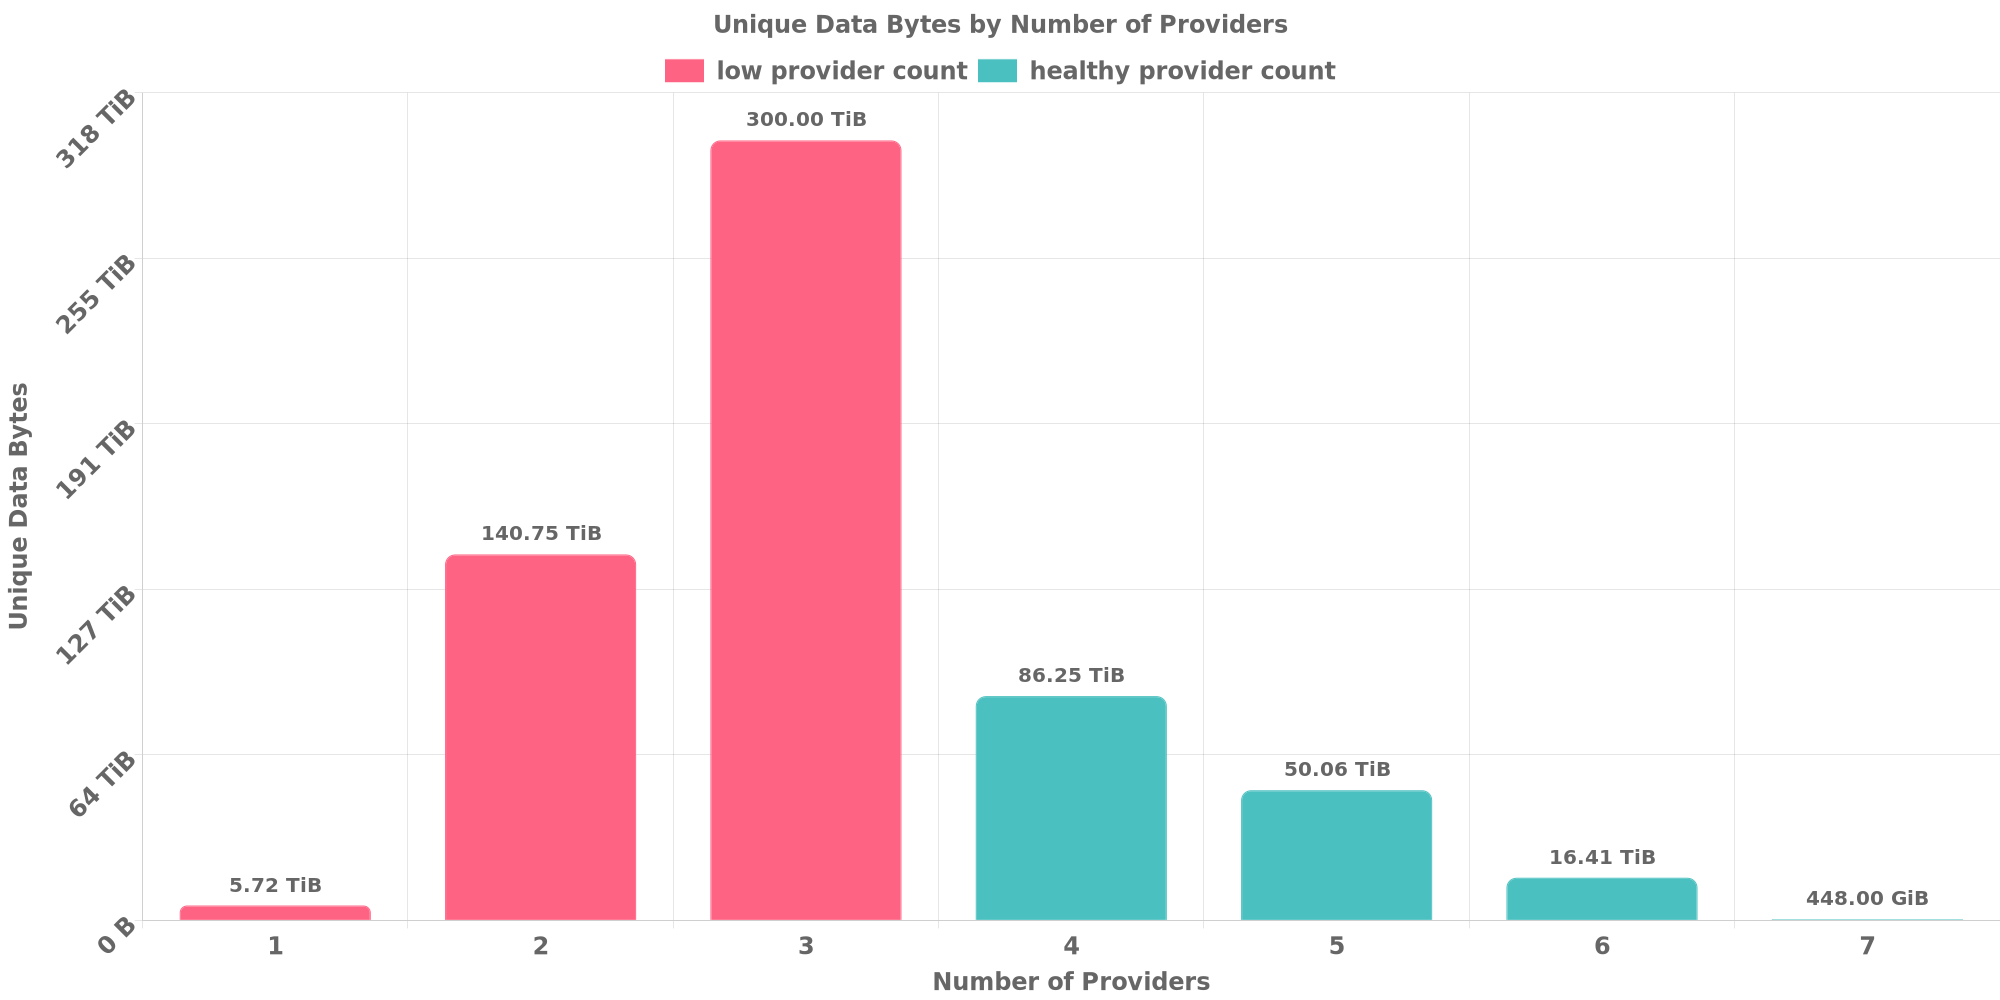 Unique Data Bytes by Number of Providers
low provider count healthy provider count
318 TiB
255 TiB
191 TiB
127 TiB
64 TiB
0 B
Unique Data Bytes
5.72 TiB
140.75 TiB
300.00 TiB
86.25 TiB
50.06 TiB
16.41 TiB
448.00 GiB
1 2 3 4 5 6 7
Number of Providers